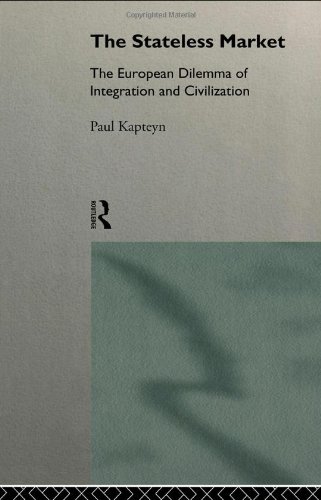 Copyrighted Material
The Stateless Market
The European Dilemma of
Integration and Civilization
Paul Kapteyn
ROUTLEDGE